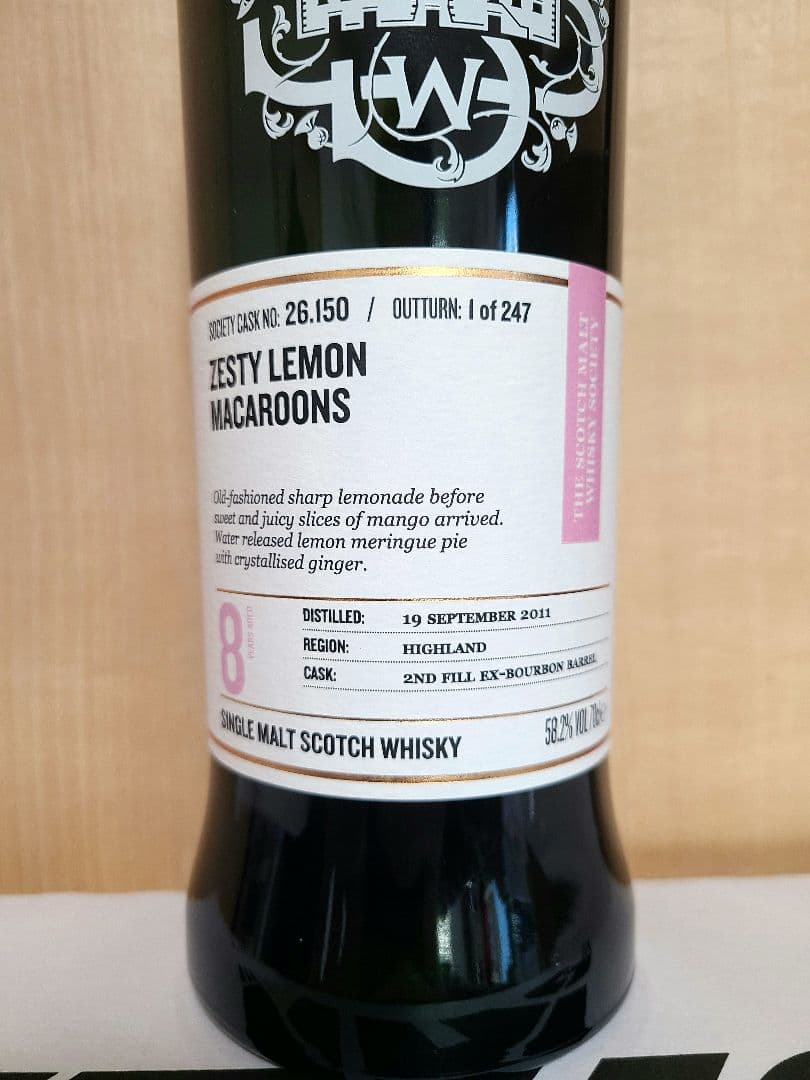 SOCIETY CASK NO: 26.150 / OUTTURN: 1 of 247
ZESTY LEMON
MACAROONS
THE SCOTCH MALT
WHISKY SOCIETY
Old-fashioned sharp lemonade before
sweet and juicy slices of mango arrived.
Water released lemon meringue pie
with crystallised ginger.
8
YEARS AGED
DISTILLED: 19 SEPTEMBER 2011
REGION: HIGHLAND
CASK: 2ND FILL EX-BOURBON BARREL
SINGLE MALT SCOTCH WHISKY
58.2% VOL 70cl